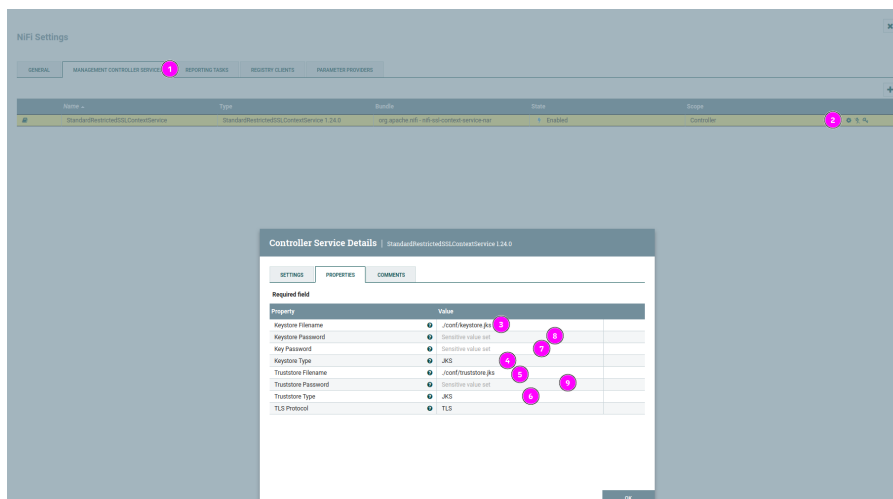 NiFi Settings
GENERAL MANAGEMENT CONTROLLER SERVICES 1 REPORTING TASKS REGISTRY CLIENTS PARAMETER PROVIDERS
Name Type Bundle State Scope
StandardRestrictedSSLContextService StandardRestrictedSSLContextService 1.24.0 org.apache.nifi - nifi-ssl-context-service-nar Enabled Controller 2
Controller Service Details | StandardRestrictedSSLContextService 1.24.0
SETTINGS PROPERTIES COMMENTS
Required field
Property Value
Keystore Filename ./conf/keystore.jks 3
Keystore Password Sensitive value set 8
Key Password Sensitive value set 7
Keystore Type JKS 4
Truststore Filename ./conf/truststore.jks 5
Truststore Password Sensitive value set 9
Truststore Type JKS 6
TLS Protocol TLS
OK